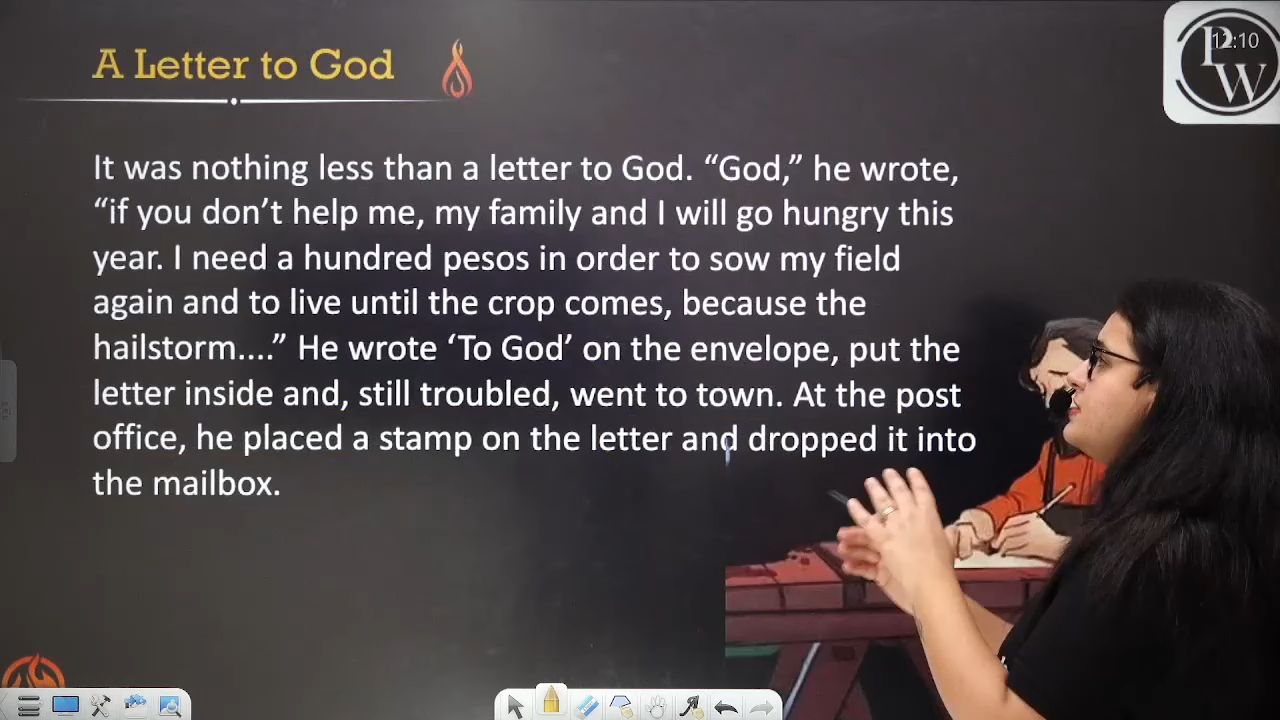 A Letter to God
12:10
PW
It was nothing less than a letter to God. “God,” he wrote,
“if you don’t help me, my family and I will go hungry this
year. I need a hundred pesos in order to sow my field
again and to live until the crop comes, because the
hailstorm....” He wrote ‘To God’ on the envelope, put the
letter inside and, still troubled, went to town. At the post
office, he placed a stamp on the letter and dropped it into
the mailbox.